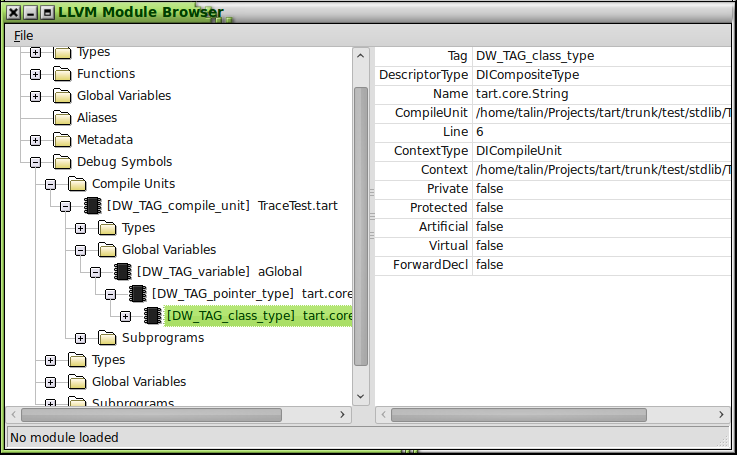 LLVM Module Browser
File
Types
Functions
Global Variables
Aliases
Metadata
Debug Symbols
Compile Units
[DW_TAG_compile_unit] TraceTest.tart
Types
Global Variables
[DW_TAG_variable] aGlobal
[DW_TAG_pointer_type] tart.core
[DW_TAG_class_type] tart.core
Subprograms
Types
Global Variables
Subprograms
Tag DW_TAG_class_type
DescriptorType DICompositeType
Name tart.core.String
CompileUnit /home/talin/Projects/tart/trunk/test/stdlib/T
Line 6
ContextType DICompileUnit
Context /home/talin/Projects/tart/trunk/test/stdlib/T
Private false
Protected false
Artificial false
Virtual false
ForwardDecl false
No module loaded